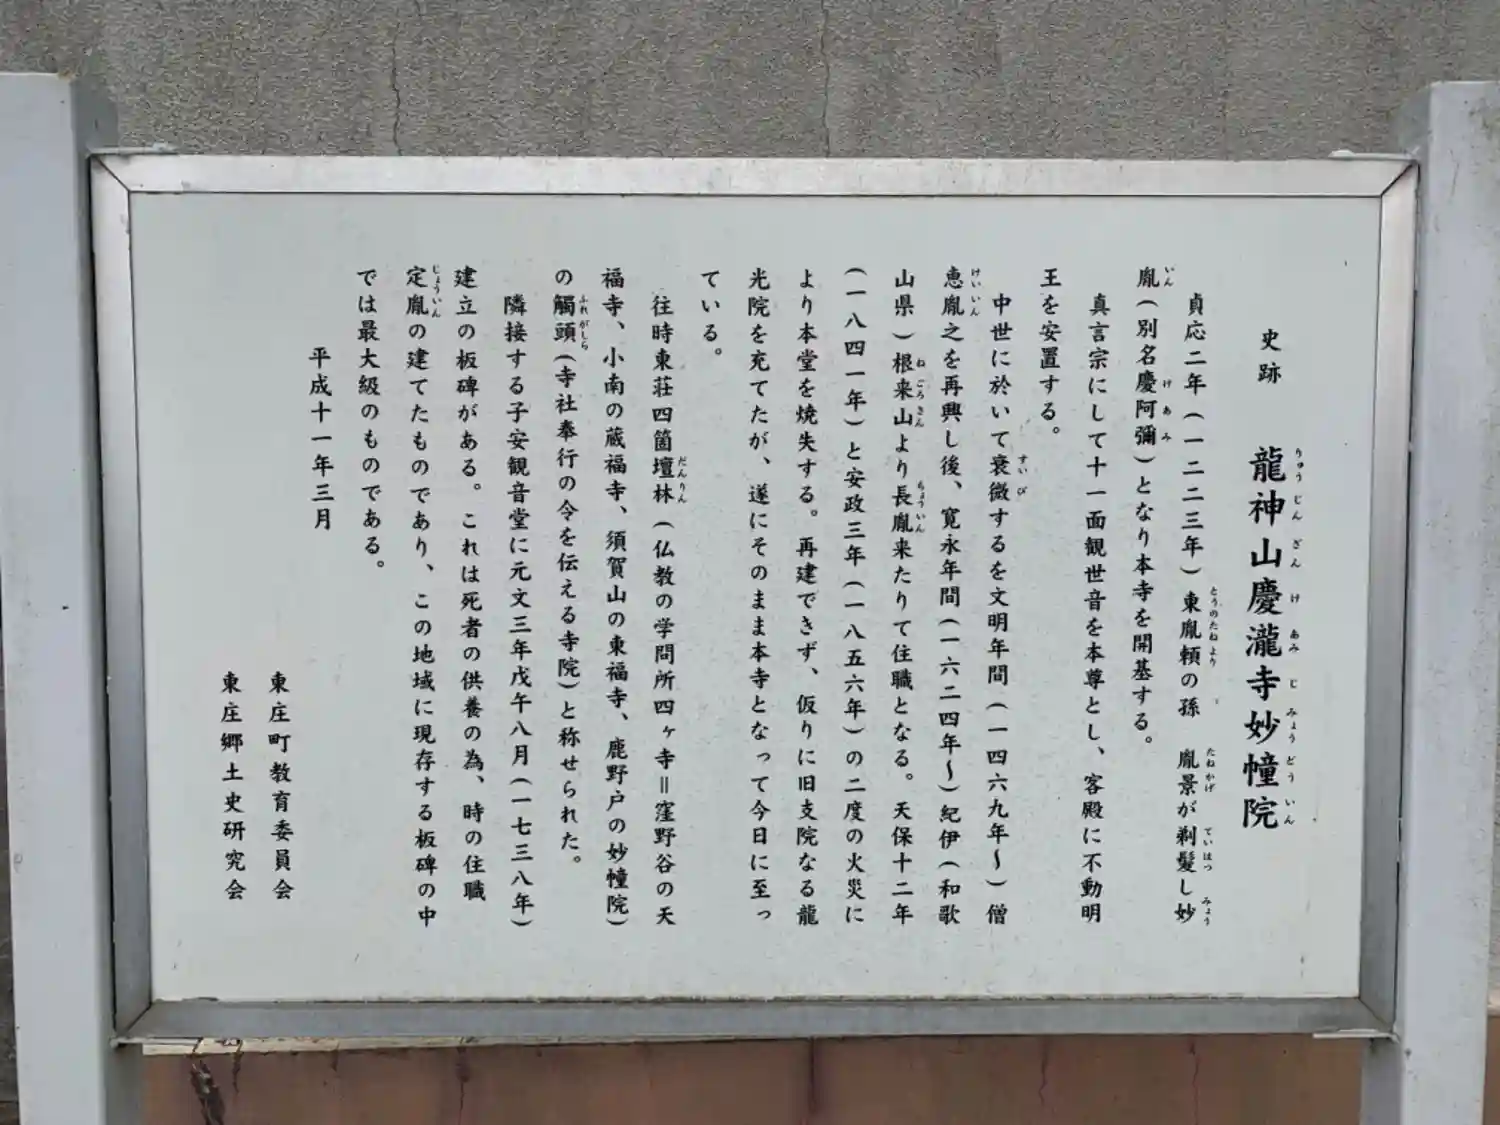 史跡　龍神山慶瀧寺妙幢院
貞応二年(一二二三年)東胤頼の孫　胤景が剃髪し妙
胤(別名慶阿彌)となり本寺を開基する。
真言宗にして十一面観世音を本尊とし、客殿に不動明
王を安置する。
中世に於いて衰微するを文明年間(一四六九年〜)僧
恵胤之を再興し後、寛永年間(一六二四年〜)紀伊(和歌
山県)根来山より長胤来たりて住職となる。天保十二年
(一八四一年)と安政三年(一八五六年)の二度の火災に
より本堂を焼失する。再建できず、仮りに旧支院なる龍
光院を充てたが、遂にそのまま本寺となって今日に至っ
ている。
往時東荘四箇壇林(仏教の学問所四ヶ寺＝窪野谷の天
福寺、小南の蔵福寺、須賀山の東福寺、鹿野戸の妙幢院)
の觸頭(寺社奉行の令を伝える寺院)と称せられた。
隣接する子安観音堂に元文三年戊午八月(一七三八年)
建立の板碑がある。これは死者の供養の為、時の住職
定胤の建てたものであり、この地域に現存する板碑の中
では最大級のものである。
平成十一年三月
東庄町教育委員会
東庄郷土史研究会